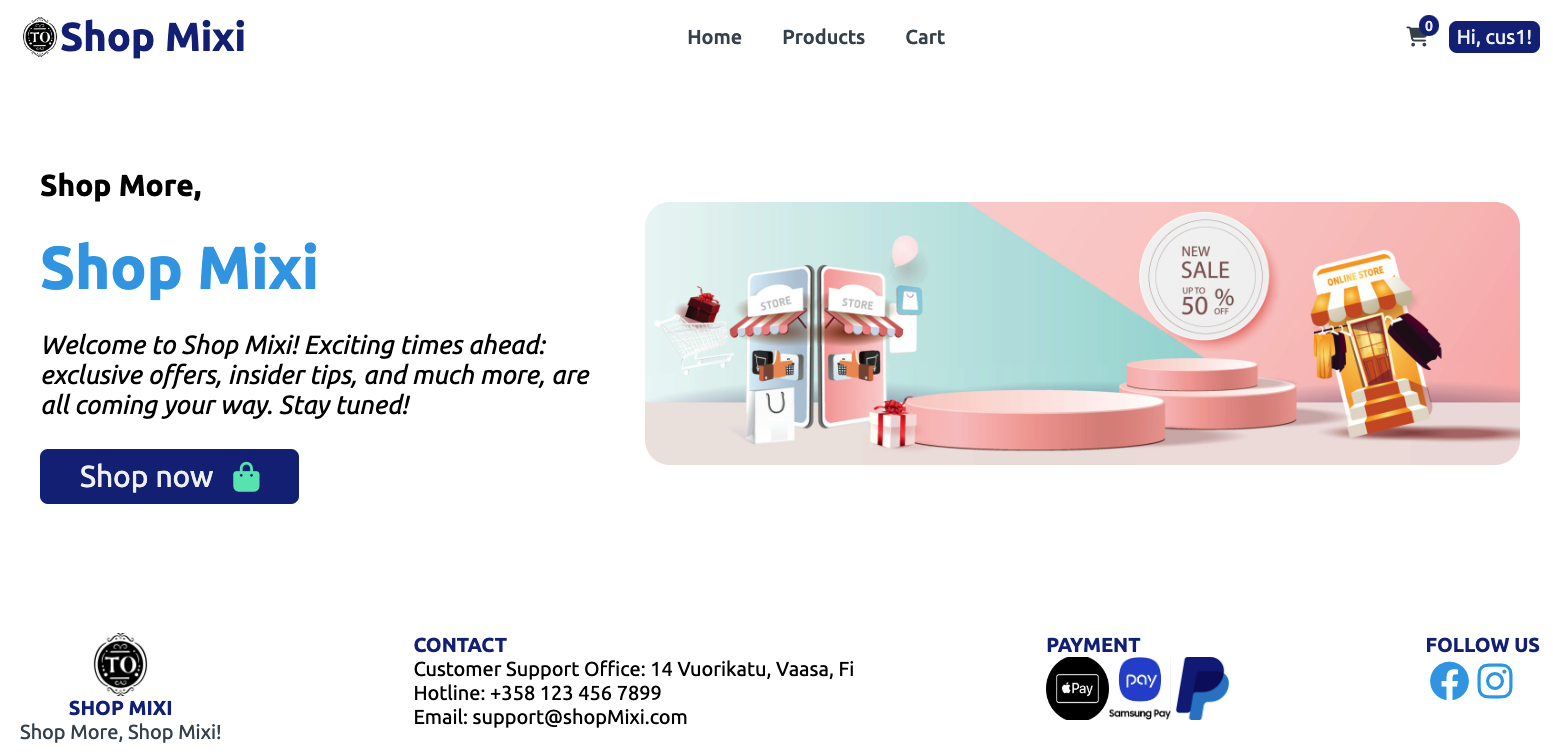 TO
Shop Mixi
Home
Products
Cart
0
Hi, cus1!
Shop More,
Shop Mixi
Welcome to Shop Mixi! Exciting times ahead:
exclusive offers, insider tips, and much more, are
all coming your way. Stay tuned!
Shop now
STORE
STORE
NEW
SALE
UP TO
50 %
OFF
ONLINE STORE
TO
SHOP MIXI
Shop More, Shop Mixi!
CONTACT
Customer Support Office: 14 Vuorikatu, Vaasa, Fi
Hotline: +358 123 456 7899
Email: support@shopMixi.com
PAYMENT
Pay
pay
Samsung Pay
FOLLOW US